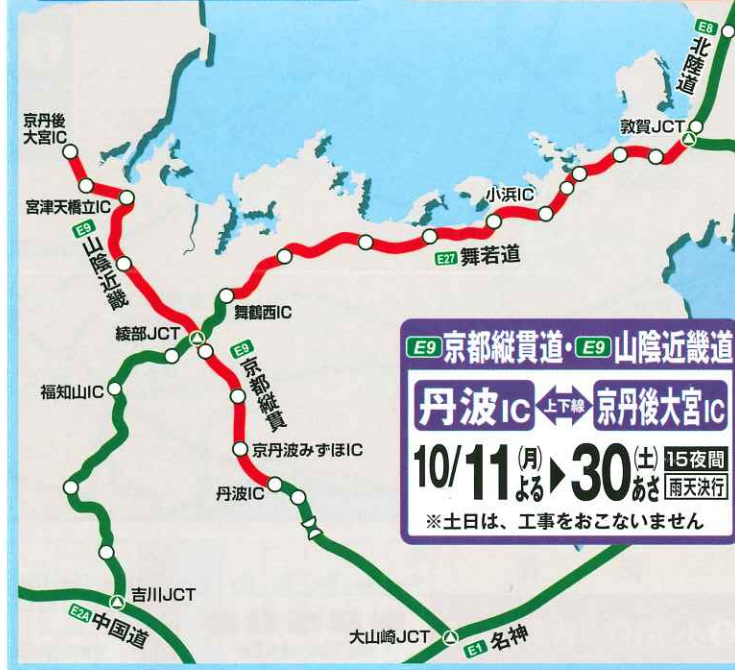 E8
北陸道
敦賀JCT
京丹後
大宮IC
宮津天橋立IC
小浜IC
E9
山陰近畿
E27 舞若道
舞鶴西IC
綾部JCT
E9
京都縦貫
福知山IC
京丹波みずほIC
丹波IC
E9 京都縦貫道・E9 山陰近畿道
丹波IC 上下線 京丹後大宮IC
10/11(月)よる▶30(土)あさ 15夜間
雨天決行
※土日は、工事をおこないません
吉川JCT
E2A 中国道
大山崎JCT
E1 名神